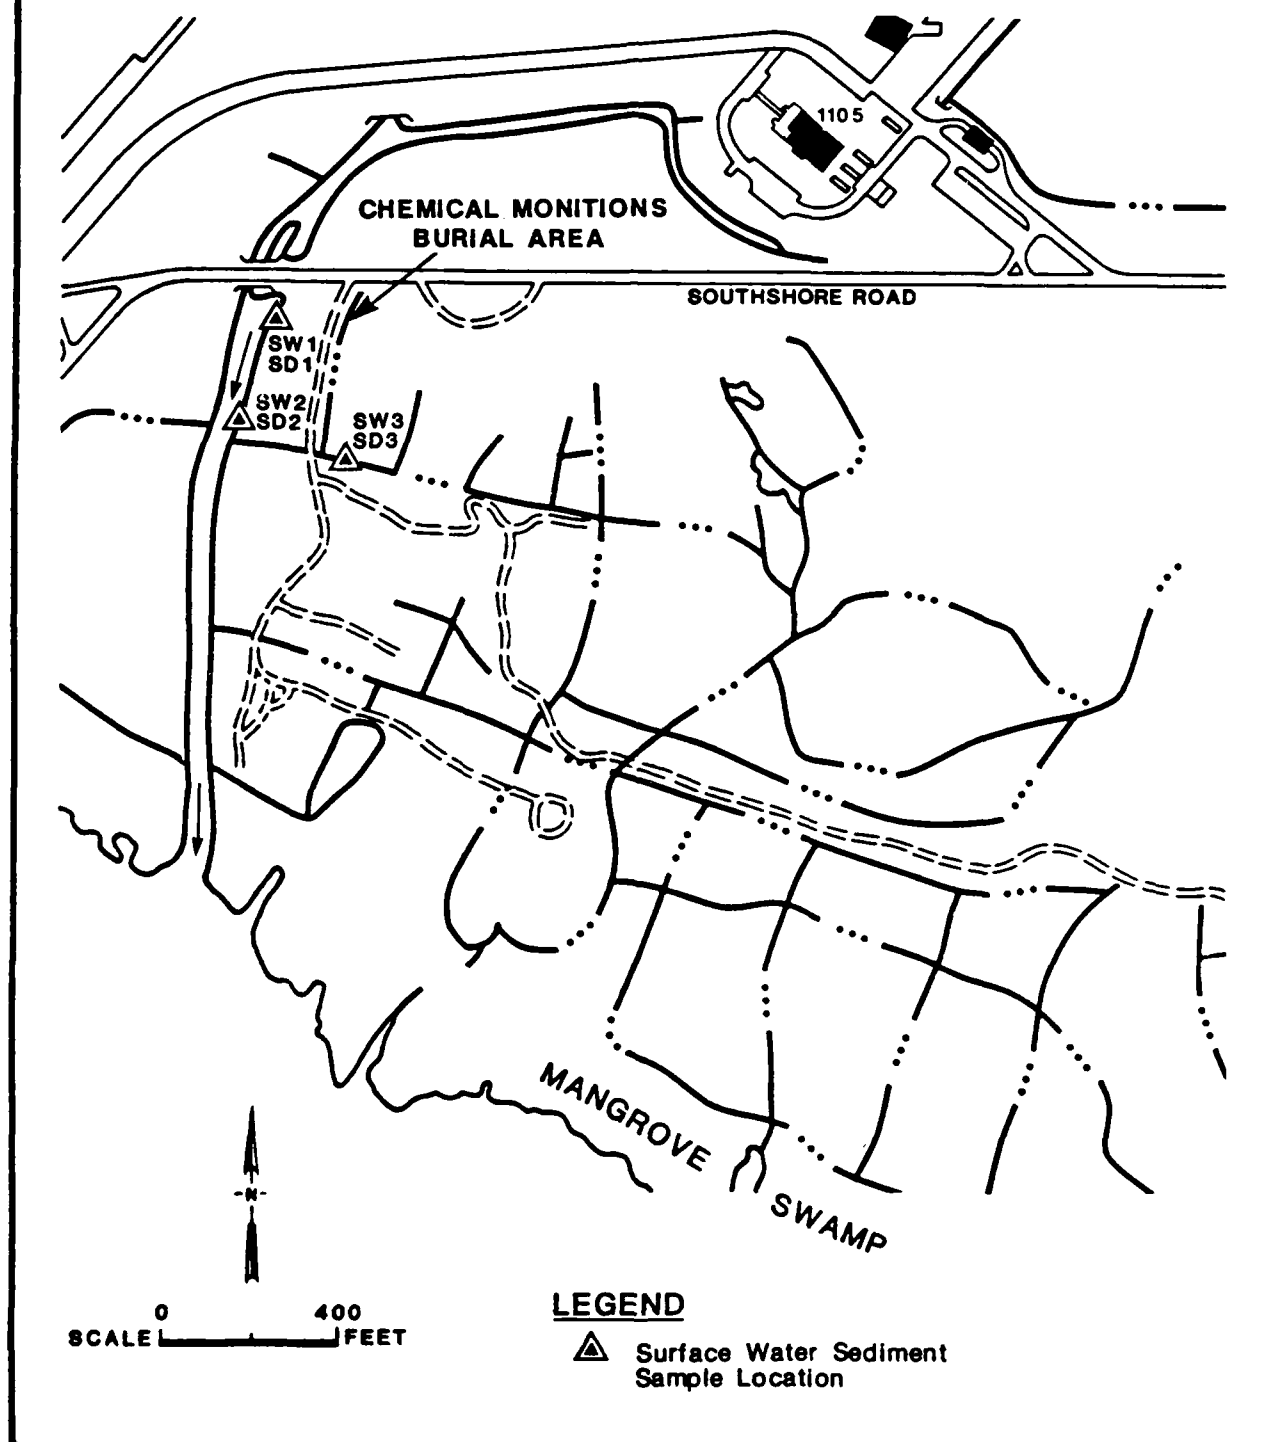 1105
CHEMICAL MONITIONS
BURIAL AREA
SOUTHSHORE ROAD
SW1
SD1
SW2
SD2
SW3
SD3
MANGROVE
SWAMP
-N-
0 400
SCALE FEET
LEGEND
Surface Water Sediment
Sample Location